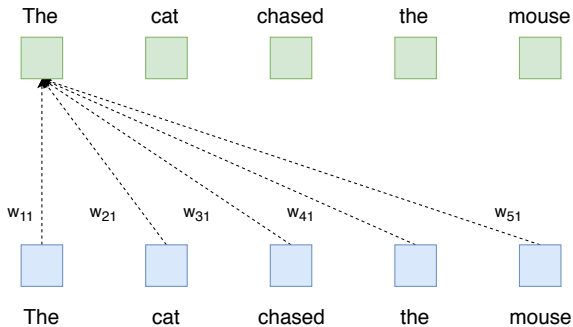 The cat chased the mouse
w11 w21 w31 w41 w51
The cat chased the mouse